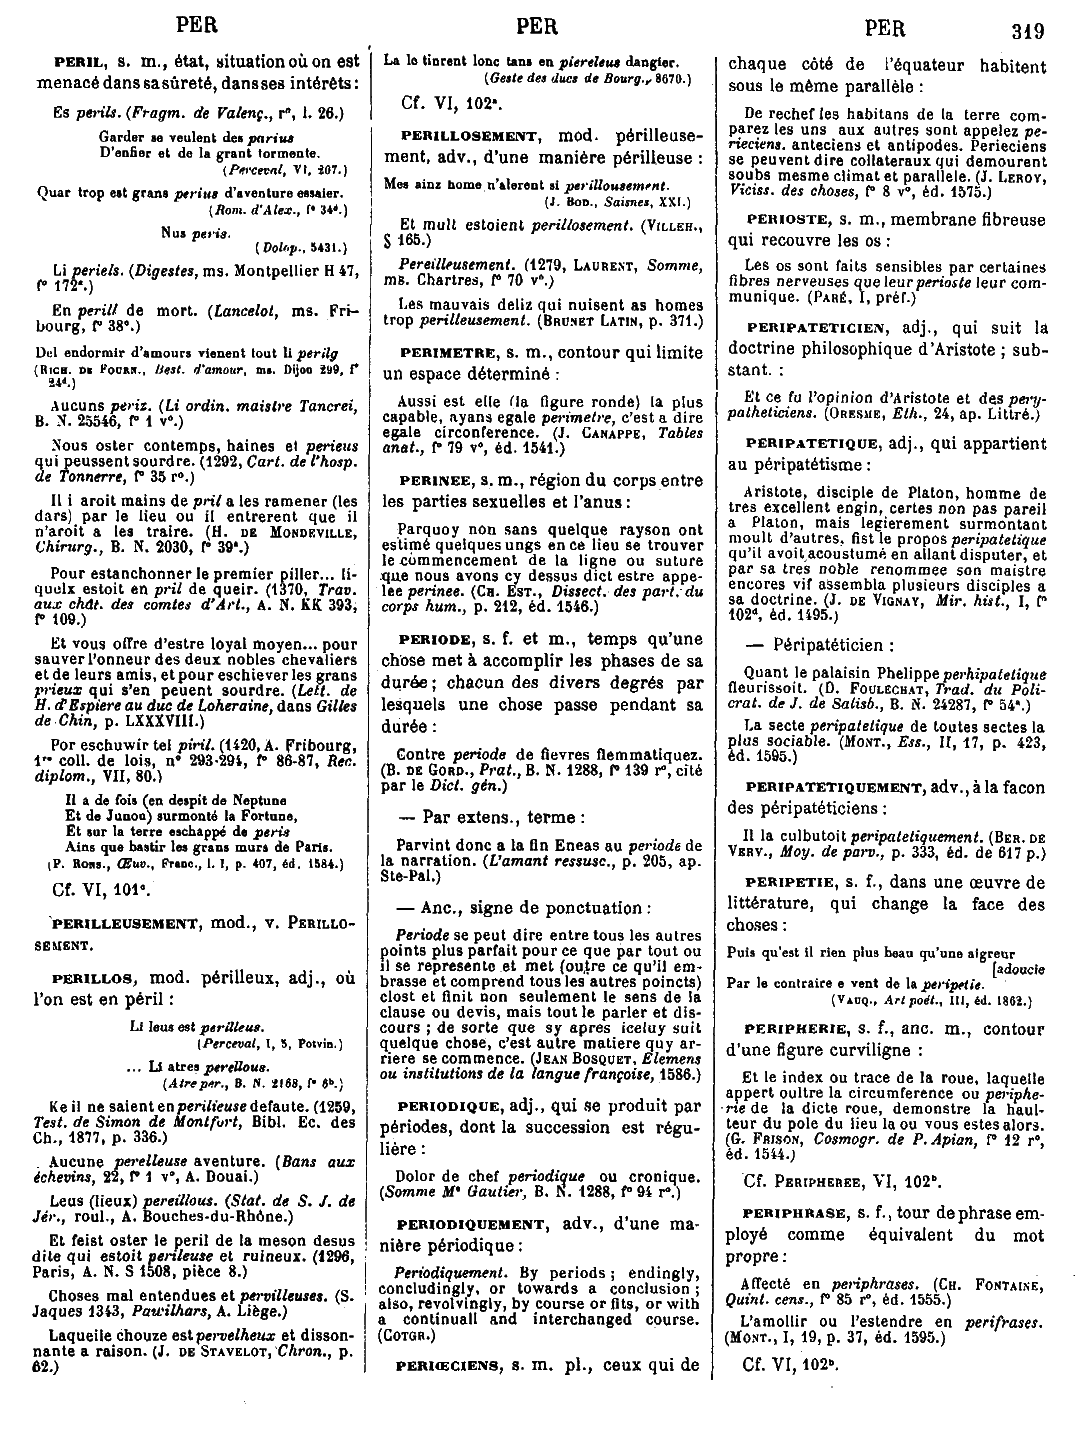 PER
PER
PER
319
PERIL, s. m., état, situation où on est
menacé dans sa sûreté, dans ses intérêts :
Es perils. (Fragm. de Valenç., r°, l. 26.)
Garder se veulent des parius
D'enfier et de la grant tormente.
(Perceval, VI, 207.)
Quar trop est grans perius d'aventure essaier.
(Rom. d'Alex., f° 34ᵈ.)
Nus peris.
(Dolop., 5431.)
Li periels. (Digestes, ms. Montpellier H 47,
f° 172ᵃ.)
En perill de mort. (Lancelot, ms. Fri-
bourg, f° 38ᵃ.)
Del endormir d'amours vienent tout li perilg
(RICH. DE FOURN., Best. d'amour, ms. Dijon 299, f°
24ᵈ.)
Aucuns periz. (Li ordin. maistre Tancrei,
B. N. 25546, f° 1 v°.)
Nous oster contemps, haines et perieus
qui peussent sourdre. (1292, Cart. de l'hosp.
de Tonnerre, f° 35 r°.)
Il i aroit mains de pril a les ramener (les
dars) par le lieu ou il entrerent que il
n'aroit a les traire. (H. DE MONDEVILLE,
Chirurg., B. N. 2030, f° 39ᵃ.)
Pour estanchonner le premier piller... li-
quelx estoit en pril de queir. (1370, Trav.
aux chât. des comtes d'Art., A. N. KK 393,
f° 109.)
Et vous offre d'estre loyal moyen... pour
sauver l'onneur des deux nobles chevaliers
et de leurs amis, et pour eschiever les grans
prieux qui s'en peuent sourdre. (Lett. de
H. d'Espiere au duc de Loheraine, dans Gilles
de Chin, p. LXXXVIII.)
Por eschuwir tel piril. (1420, A. Fribourg,
1ʳᵉ coll. de lois, n° 293-294, f° 86-87, Rec.
diplom., VII, 80.)
Il a de fois (en despit de Neptune
Et de Junon) surmonté la Fortune,
Et sur la terre eschappé de peris
Ains que bastir les grans murs de Paris.
(P. RONS., Œuv., Franc., l. I, p. 407, éd. 1584.)
Cf. VI, 101ᶜ.
PERILLEUSEMENT, mod., v. PERILLO-
SEMENT.
PERILLOS, mod. périlleux, adj., où
l'on est en péril :
Li leus est perilleus.
(Perceval, I, 5, Potvin.)
... Li atres perellous.
(Atre per., B. N. 2168, f° 6ᵇ.)
Ke il ne saient en perilieuse defaute. (1259,
Test. de Simon de Montfort, Bibl. Ec. des
Ch., 1877, p. 336.)
Aucune perelleuse aventure. (Bans aux
échevins, 22, f° 1 v°, A. Douai.)
Leus (lieux) pereillous. (Stat. de S. J. de
Jér., roul., A. Bouches-du-Rhône.)
Et feist oster le peril de la meson desus
dite qui estoit perileuse et ruineux. (1296,
Paris, A. N. S 1508, pièce 8.)
Choses mal entendues et pervilleuses. (S.
Jaques 1343, Pawilhars, A. Liège.)
Laqueile chouze est pervelheux et disson-
nante a raison. (J. DE STAVELOT, Chron., p.
62.)
La le tinrent lonc tans en piereleus dangier.
(Geste des ducs de Bourg., 8670.)
Cf. VI, 102ᵃ.
PERILLOSEMENT, mod. périlleuse-
ment, adv., d'une manière périlleuse :
Mes ainz home n'alerent si perillousement.
(J. BOD., Saisnes, XXI.)
Et mult estoient perillosement. (VILLEH.,
§ 165.)
Pereilleusement. (1279, LAURENT, Somme,
ms. Chartres, f° 70 v°.)
Les mauvais deliz qui nuisent as homes
trop perilleusement. (BRUNET LATIN, p. 371.)
PERIMETRE, s. m., contour qui limite
un espace déterminé :
Aussi est elle (la figure ronde) la plus
capable, ayans egale perimetre, c'est a dire
egale circonference. (J. CANAPPE, Tables
anat., f° 79 v°, éd. 1541.)
PERINEE, s. m., région du corps entre
les parties sexuelles et l'anus :
Parquoy non sans quelque rayson ont
estimé quelques ungs en ce lieu se trouver
le commencement de la ligne ou suture
que nous avons cy dessus dict estre appe-
lee perinee. (CH. EST., Dissect. des part. du
corps hum., p. 212, éd. 1546.)
PERIODE, s. f. et m., temps qu'une
chose met à accomplir les phases de sa
durée ; chacun des divers degrés par
lesquels une chose passe pendant sa
durée :
Contre periode de fievres flemmatiquez.
(B. DE GORD., Prat., B. N. 1288, f° 139 r°, cité
par le Dict. gén.)
— Par extens., terme :
Parvint donc a la fin Eneas au periode de
la narration. (L'amant ressusc., p. 205, ap.
Ste-Pal.)
— Anc., signe de ponctuation :
Periode se peut dire entre tous les autres
points plus parfait pour ce que par tout ou
il se represente et met (outre ce qu'il em-
brasse et comprend tous les autres poincts)
clost et finit non seulement le sens de la
clause ou devis, mais tout le parler et dis-
cours ; de sorte que sy apres iceluy suit
quelque chose, c'est autre matiere quy ar-
riere se commence. (JEAN BOSQUET, Elemens
ou institutions de la langue françoise, 1586.)
PERIODIQUE, adj., qui se produit par
périodes, dont la succession est régu-
lière :
Dolor de chef periodique ou cronique.
(Somme Mᵉ Gautier, B. N. 1288, f° 94 r°.)
PERIODIQUEMENT, adv., d'une ma-
nière périodique :
Periodiquement. By periods ; endingly,
concludingly, or towards a conclusion ;
also, revolvingly, by course or fits, or with
a continuall and interchanged course.
(COTGR.)
PERIŒCIENS, s. m. pl., ceux qui de
chaque côté de l'équateur habitent
sous le même parallèle :
De rechef les habitans de la terre com-
parez les uns aux autres sont appelez pe-
rieciens. anteciens et antipodes. Perieciens
se peuvent dire collateraux qui demourent
soubs mesme climat et parallele. (J. LEROY,
Viciss. des choses, f° 8 v°, éd. 1575.)
PERIOSTE, s. m., membrane fibreuse
qui recouvre les os :
Les os sont faits sensibles par certaines
fibres nerveuses que leur perioste leur com-
munique. (PARÉ, I, préf.)
PERIPATETICIEN, adj., qui suit la
doctrine philosophique d'Aristote ; sub-
stant. :
Et ce fu l'opinion d'Aristote et des pery-
patheticiens. (ORESME, Eth., 24, ap. Littré.)
PERIPATETIQUE, adj., qui appartient
au péripatétisme :
Aristote, disciple de Platon, homme de
tres excellent engin, certes non pas pareil
a Platon, mais legierement surmontant
moult d'autres, fist le propos peripatetique
qu'il avoit acoustumé en allant disputer, et
par sa tres noble renommee son maistre
encores vif assembla plusieurs disciples a
sa doctrine. (J. DE VIGNAY, Mir. hist., I, f°
102ᵈ, éd. 1495.)
— Péripatéticien :
Quant le palaisin Phelippe perhipatetique
fleurissoit. (D. FOULECHAT, Trad. du Poli-
crat. de J. de Salisb., B. N. 24287, f° 54ᵃ.)
La secte peripatetique de toutes sectes la
plus sociable. (MONT., Ess., II, 17, p. 423,
éd. 1595.)
PERIPATETIQUEMENT, adv., à la facon
des péripatéticiens :
Il la culbutoit peripatetiquement. (BER. DE
VERV., Moy. de parv., p. 333, éd. de 617 p.)
PERIPETIE, s. f., dans une œuvre de
littérature, qui change la face des
choses :
Puis qu'est il rien plus beau qu'une aigreur
[adoucie
Par le contraire e vent de la peripetie.
(VAUQ., Art poét., III, éd. 1862.)
PERIPHERIE, s. f., anc. m., contour
d'une figure curviligne :
Et le index ou trace de la roue, laquelle
appert oultre la circumference ou periphe-
rie de la dicte roue, demonstre la haul-
teur du pole du lieu la ou vous estes alors.
(G. FRISON, Cosmogr. de P. Apian, f° 12 r°,
éd. 1544.)
Cf. PERIPHEREE, VI, 102ᵇ.
PERIPHRASE, s. f., tour de phrase em-
ployé comme équivalent du mot
propre :
Affecté en periphrases. (CH. FONTAINE,
Quint. cens., f° 85 r°, éd. 1555.)
L'amollir ou l'estendre en perifrases.
(MONT., I, 19, p. 37, éd. 1595.)
Cf. VI, 102ᵇ.